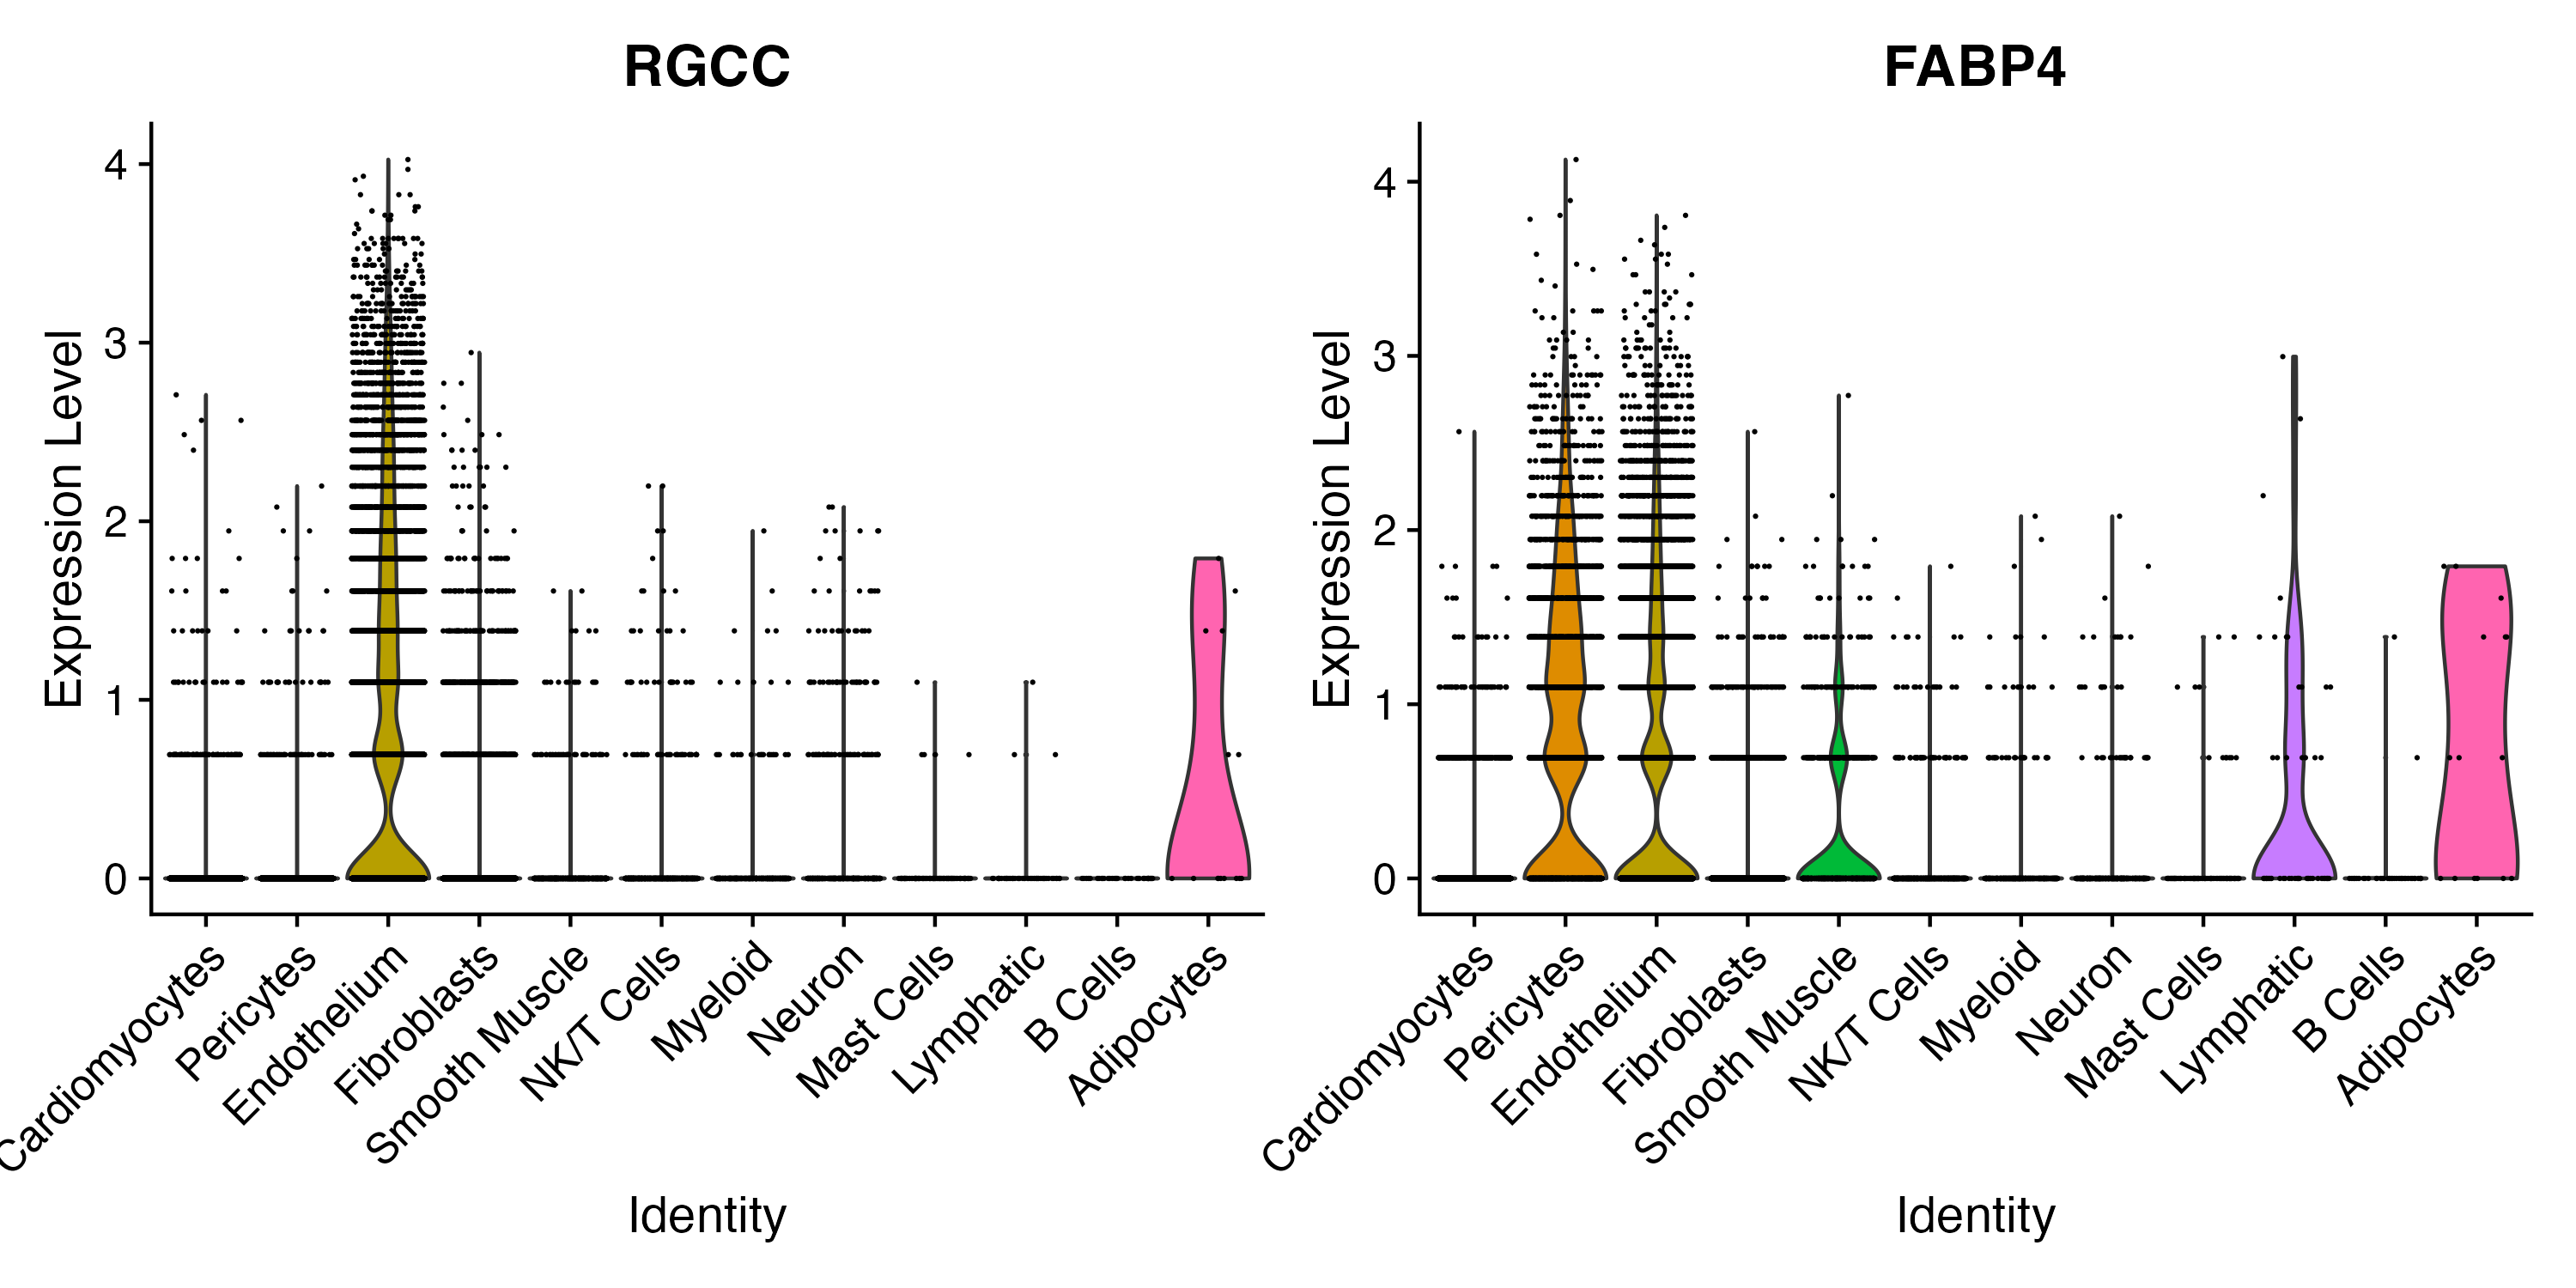 RGCC
Expression Level
4
3
2
1
0
Cardiomyocytes
Pericytes
Endothelium
Fibroblasts
Smooth Muscle
NK/T Cells
Myeloid
Neuron
Mast Cells
Lymphatic
B Cells
Adipocytes
Identity
FABP4
Expression Level
4
3
2
1
0
Cardiomyocytes
Pericytes
Endothelium
Fibroblasts
Smooth Muscle
NK/T Cells
Myeloid
Neuron
Mast Cells
Lymphatic
B Cells
Adipocytes
Identity